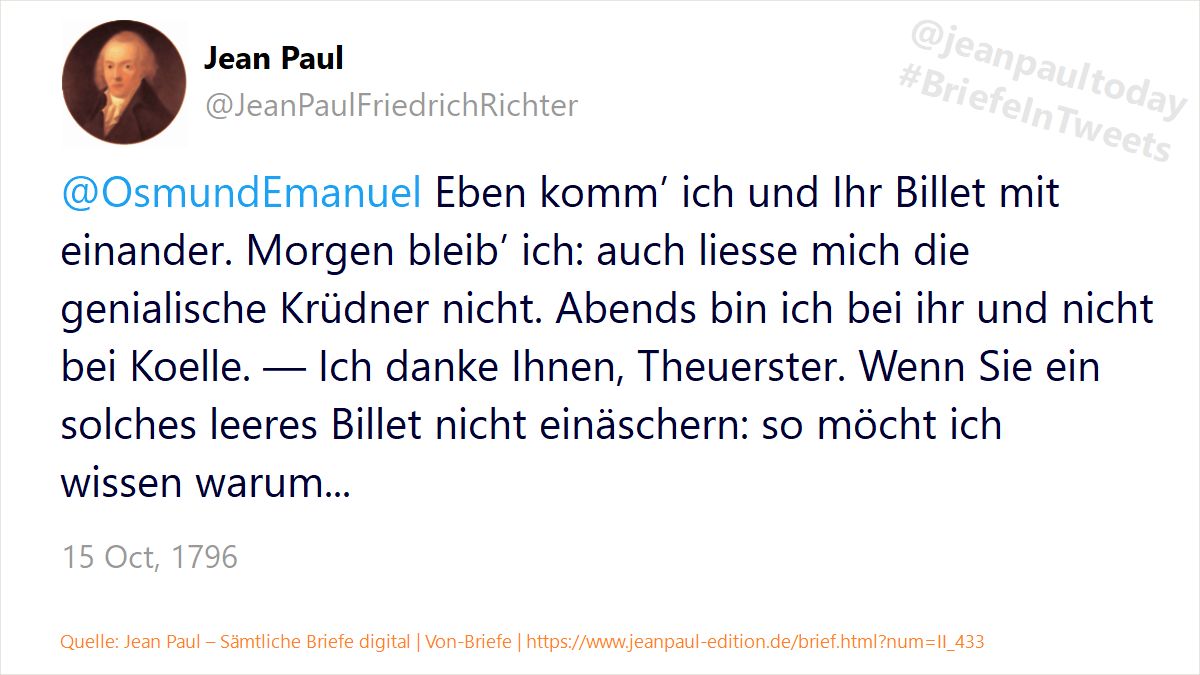 Jean Paul
@JeanPaulFriedrichRichter
@jeanpaultoday
#BriefeInTweets
@OsmundEmanuel Eben komm’ ich und Ihr Billet mit
einander. Morgen bleib’ ich: auch liesse mich die
genialische Krüdner nicht. Abends bin ich bei ihr und nicht
bei Koelle. — Ich danke Ihnen, Theuerster. Wenn Sie ein
solches leeres Billet nicht einäschern: so möcht ich
wissen warum...
15 Oct, 1796
Quelle: Jean Paul – Sämtliche Briefe digital | Von-Briefe | https://www.jeanpaul-edition.de/brief.html?num=II_433